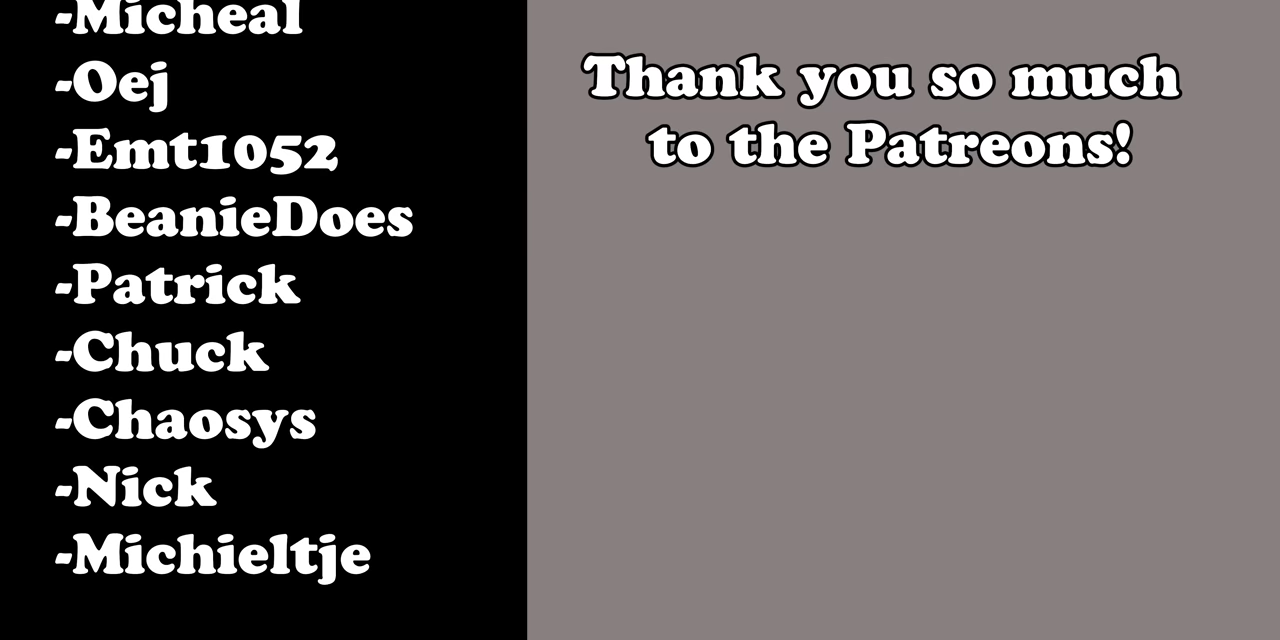 -Micheal
-Oej
-Emt1052
-BeanieDoes
-Patrick
-Chuck
-Chaosys
-Nick
-Michieltje
Thank you so much
to the Patreons!